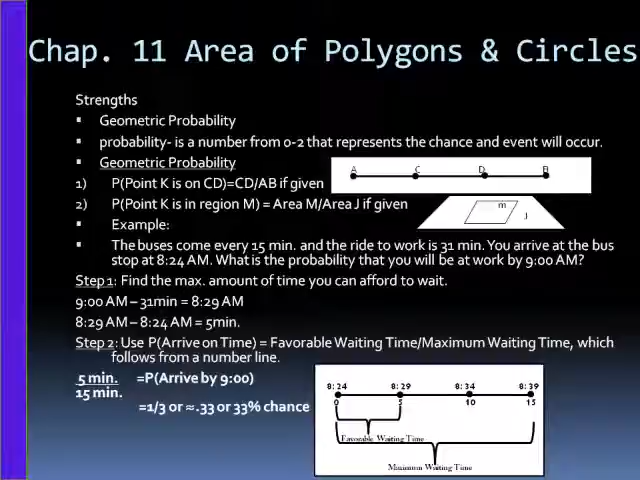 Chap. 11 Area of Polygons & Circles
Strengths
▪ Geometric Probability
▪ probability- is a number from 0-2 that represents the chance and event will occur.
▪ Geometric Probability
1) P(Point K is on CD)=CD/AB if given
A C D B
2) P(Point K is in region M) = Area M/Area J if given
m
J
▪ Example:
▪ The buses come every 15 min. and the ride to work is 31 min. You arrive at the bus
stop at 8:24 AM. What is the probability that you will be at work by 9:00 AM?
Step 1: Find the max. amount of time you can afford to wait.
9:00 AM – 31min = 8:29 AM
8:29 AM – 8:24 AM = 5min.
Step 2: Use P(Arrive on Time) = Favorable Waiting Time/Maximum Waiting Time, which
follows from a number line.
5 min. =P(Arrive by 9:00)
15 min.
=1/3 or ≈.33 or 33% chance
8:24 8:29 8:34 8:39
0 5 10 15
Favorable Waiting Time
Maximum Waiting Time